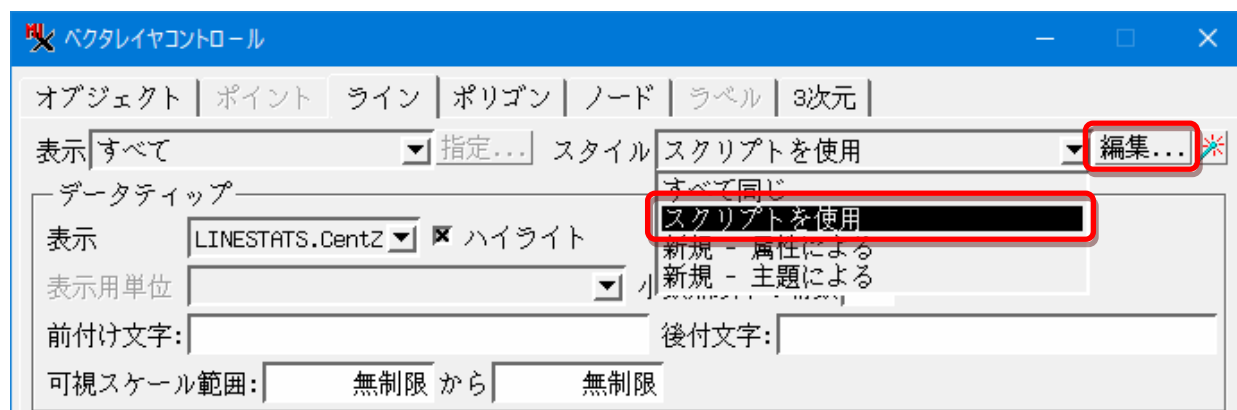 ベクタレイヤコントロール
オブジェクト ポイント ライン ポリゴン ノード ラベル 3次元
表示 すべて 指定... スタイル スクリプトを使用 編集...
すべて同じ
スクリプトを使用
新規 - 属性による
新規 - 主題による
データティップ
表示 LINESTATS.CentZ ハイライト
表示用単位
前付け文字: 後付文字:
可視スケール範囲: 無制限 から 無制限